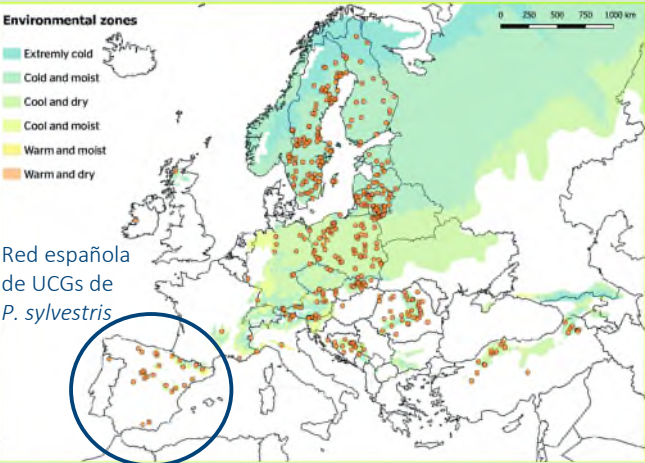 Environmental zones
0 250 500 750 1000 km
Extremly cold
Cold and moist
Cool and dry
Cool and moist
Warm and moist
Warm and dry
Red española
de UCGs de
P. sylvestris